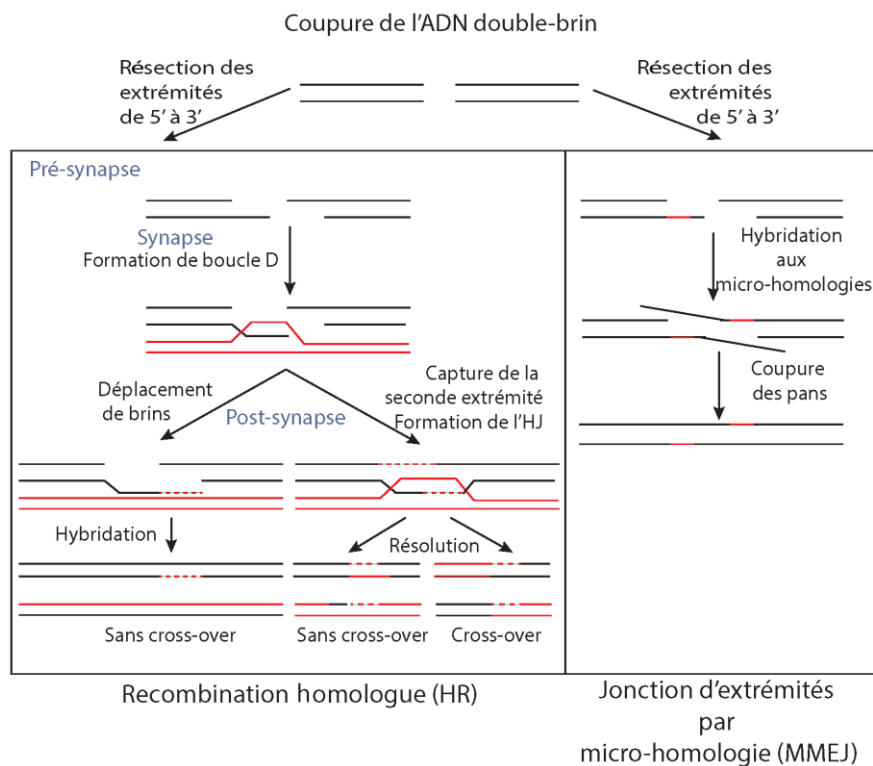 Coupure de l'ADN double-brin
Résection des
extrémités
de 5' à 3'
Résection des
extrémités
de 5' à 3'
Pré-synapse
Synapse
Formation de boucle D
Déplacement
de brins
Post-synapse
Capture de la
seconde extrémité
Formation de l'HJ
Hybridation
Résolution
Sans cross-over
Sans cross-over
Cross-over
Recombination homologue (HR)
Hybridation
aux
micro-homologies
Coupure
des pans
Jonction d'extrémités
par
micro-homologie (MMEJ)